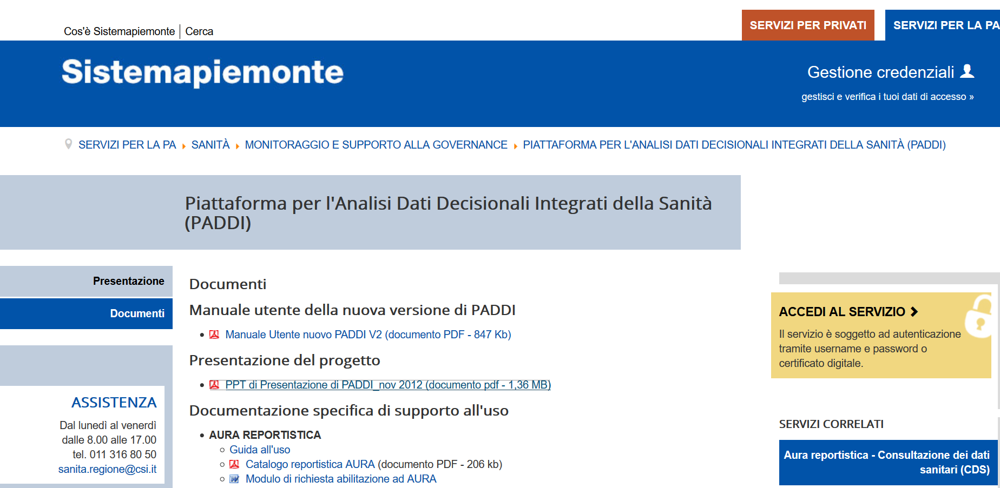 Cos'è Sistemapiemonte
Cerca
SERVIZI PER PRIVATI
SERVIZI PER LA PA
Sistemapiemonte
Gestione credenziali
gestisci e verifica i tuoi dati di accesso »
SERVIZI PER LA PA
SANITÀ
MONITORAGGIO E SUPPORTO ALLA GOVERNANCE
PIATTAFORMA PER L'ANALISI DATI DECISIONALI INTEGRATI DELLA SANITÀ (PADDI)
Piattaforma per l'Analisi Dati Decisionali Integrati della Sanità
(PADDI)
Presentazione
Documenti
ASSISTENZA
Dal lunedì al venerdì
dalle 8.00 alle 17.00
tel. 011 316 80 50
sanita.regione@csi.it
Documenti
Manuale utente della nuova versione di PADDI
Manuale Utente nuovo PADDI V2 (documento PDF - 847 Kb)
Presentazione del progetto
PPT di Presentazione di PADDI_nov 2012 (documento pdf - 1,36 MB)
Documentazione specifica di supporto all'uso
AURA REPORTISTICA
Guida all'uso
Catalogo reportistica AURA (documento PDF - 206 kb)
Modulo di richiesta abilitazione ad AURA
ACCEDI AL SERVIZIO
Il servizio è soggetto ad autenticazione
tramite username e password o
certificato digitale.
SERVIZI CORRELATI
Aura reportistica - Consultazione dei dati
sanitari (CDS)